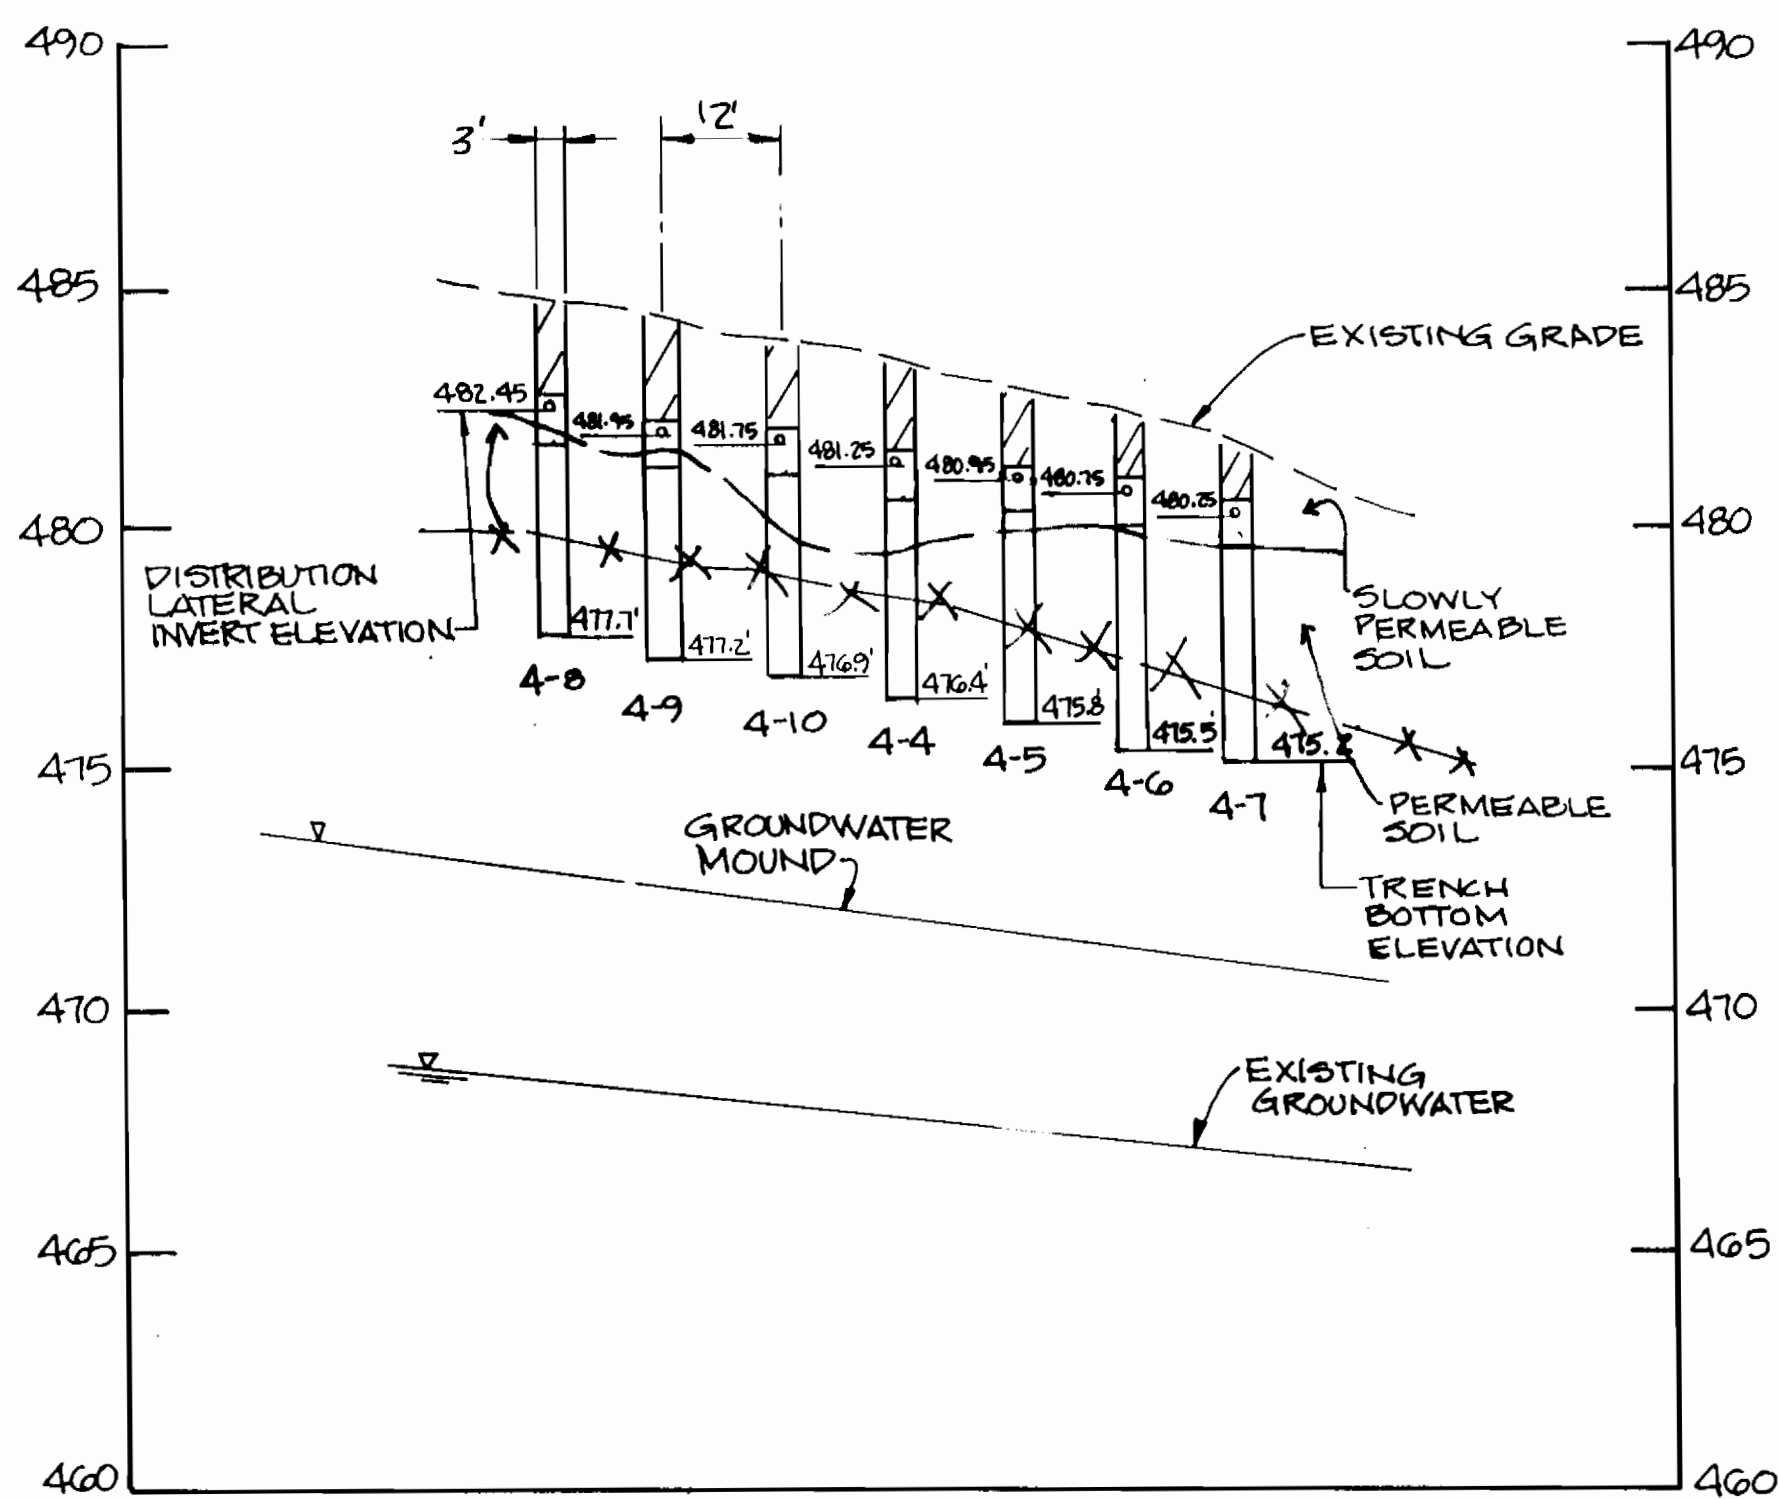 490
490
3'
12'
485
485
EXISTING GRADE
482.45
481.95
481.75
481.25
480.95
480.75
480.25
480
480
DISTRIBUTION
LATERAL
INVERT ELEVATION
SLOWLY
PERMEABLE
SOIL
477.7'
477.2'
476.9'
476.4'
475.8'
475.5'
4-8
4-9
4-10
4-4
4-5
4-6
4-7
475
475
PERMEABLE
SOIL
GROUNDWATER
MOUND
TRENCH
BOTTOM
ELEVATION
470
470
EXISTING
GROUNDWATER
465
465
460
460